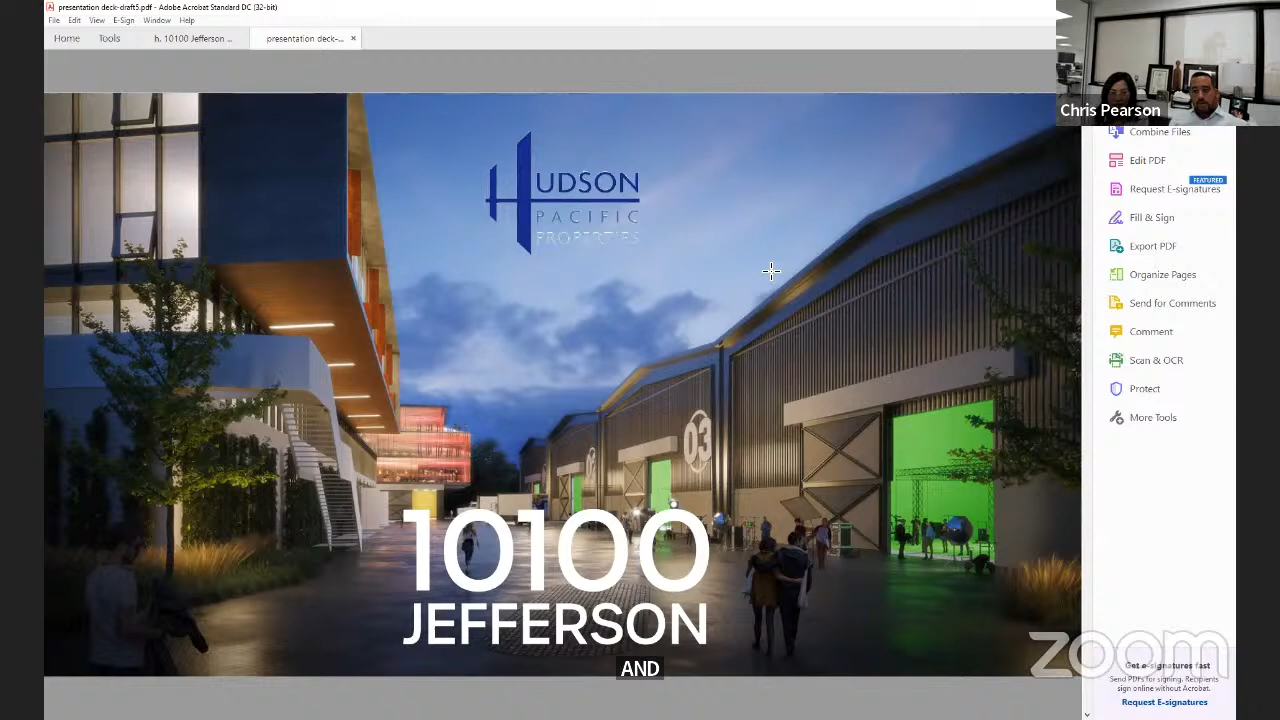 presentation deck-draft5.pdf - Adobe Acrobat Standard DC (32-bit)
File Edit View E-Sign Window Help
Home Tools h. 10100 Jefferson ... presentation deck-... ×
Chris Pearson
Combine Files
Edit PDF
FEATURED
Request E-signatures
Fill & Sign
Export PDF
Organize Pages
Send for Comments
Comment
Scan & OCR
Protect
More Tools
HUDSON
PACIFIC
PROPERTIES
03
10100
JEFFERSON
AND
zoom
Get e-signatures fast
Send PDFs for signing. Recipients
sign online without Acrobat.
Request E-signatures